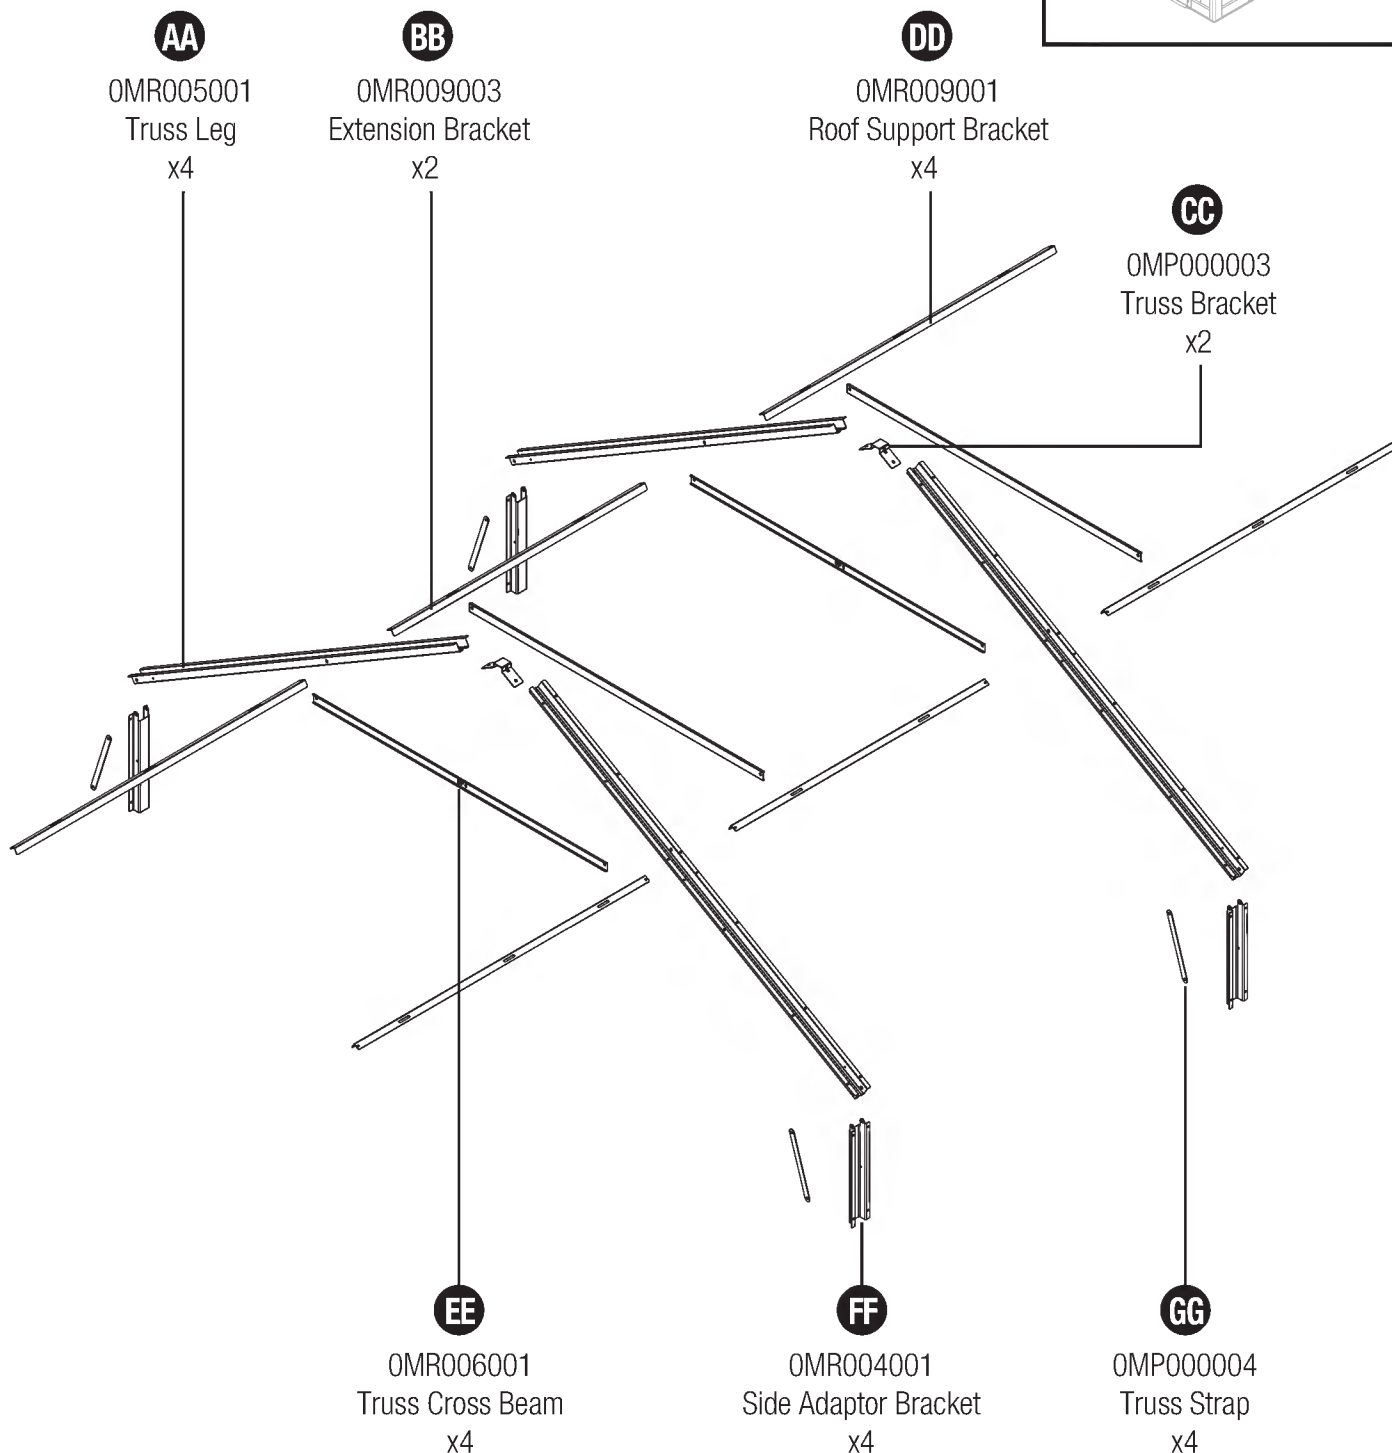 AA
0MR005001
Truss Leg
x4
BB
0MR009003
Extension Bracket
x2
DD
0MR009001
Roof Support Bracket
x4
CC
0MP000003
Truss Bracket
x2
EE
0MR006001
Truss Cross Beam
x4
FF
0MR004001
Side Adaptor Bracket
x4
GG
0MP000004
Truss Strap
x4